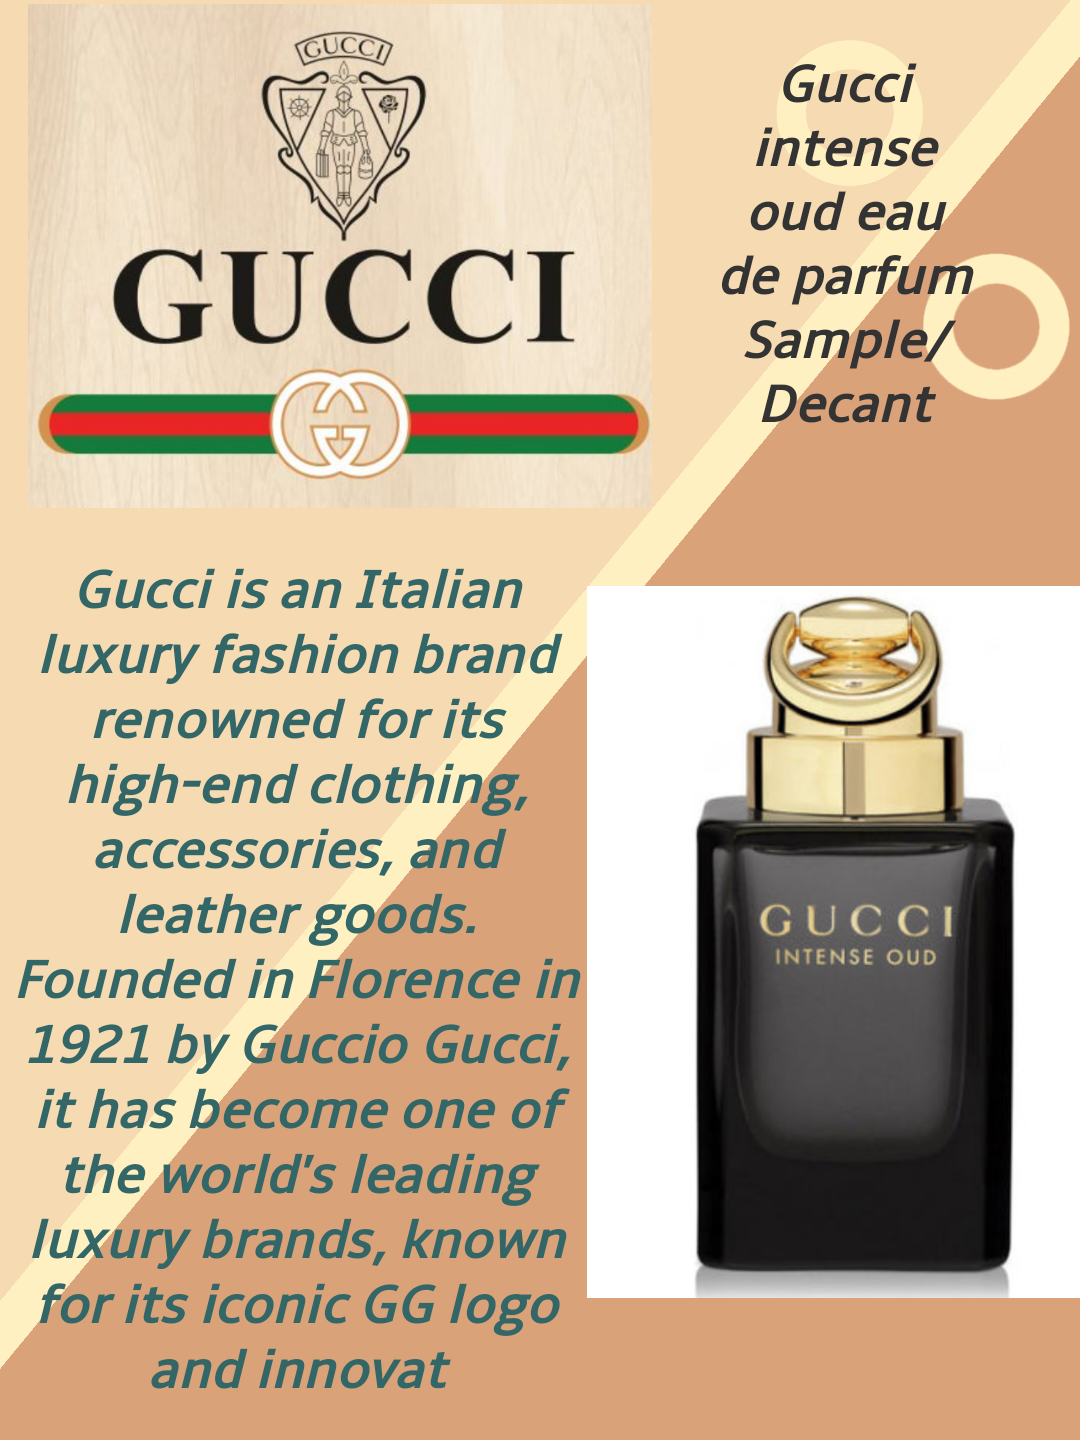 GUCCI
GUCCI
Gucci
intense
oud eau
de parfum
Sample/
Decant
Gucci is an Italian
luxury fashion brand
renowned for its
high-end clothing,
accessories, and
leather goods.
Founded in Florence in
1921 by Guccio Gucci,
it has become one of
the world's leading
luxury brands, known
for its iconic GG logo
and innovat
GUCCI
INTENSE OUD